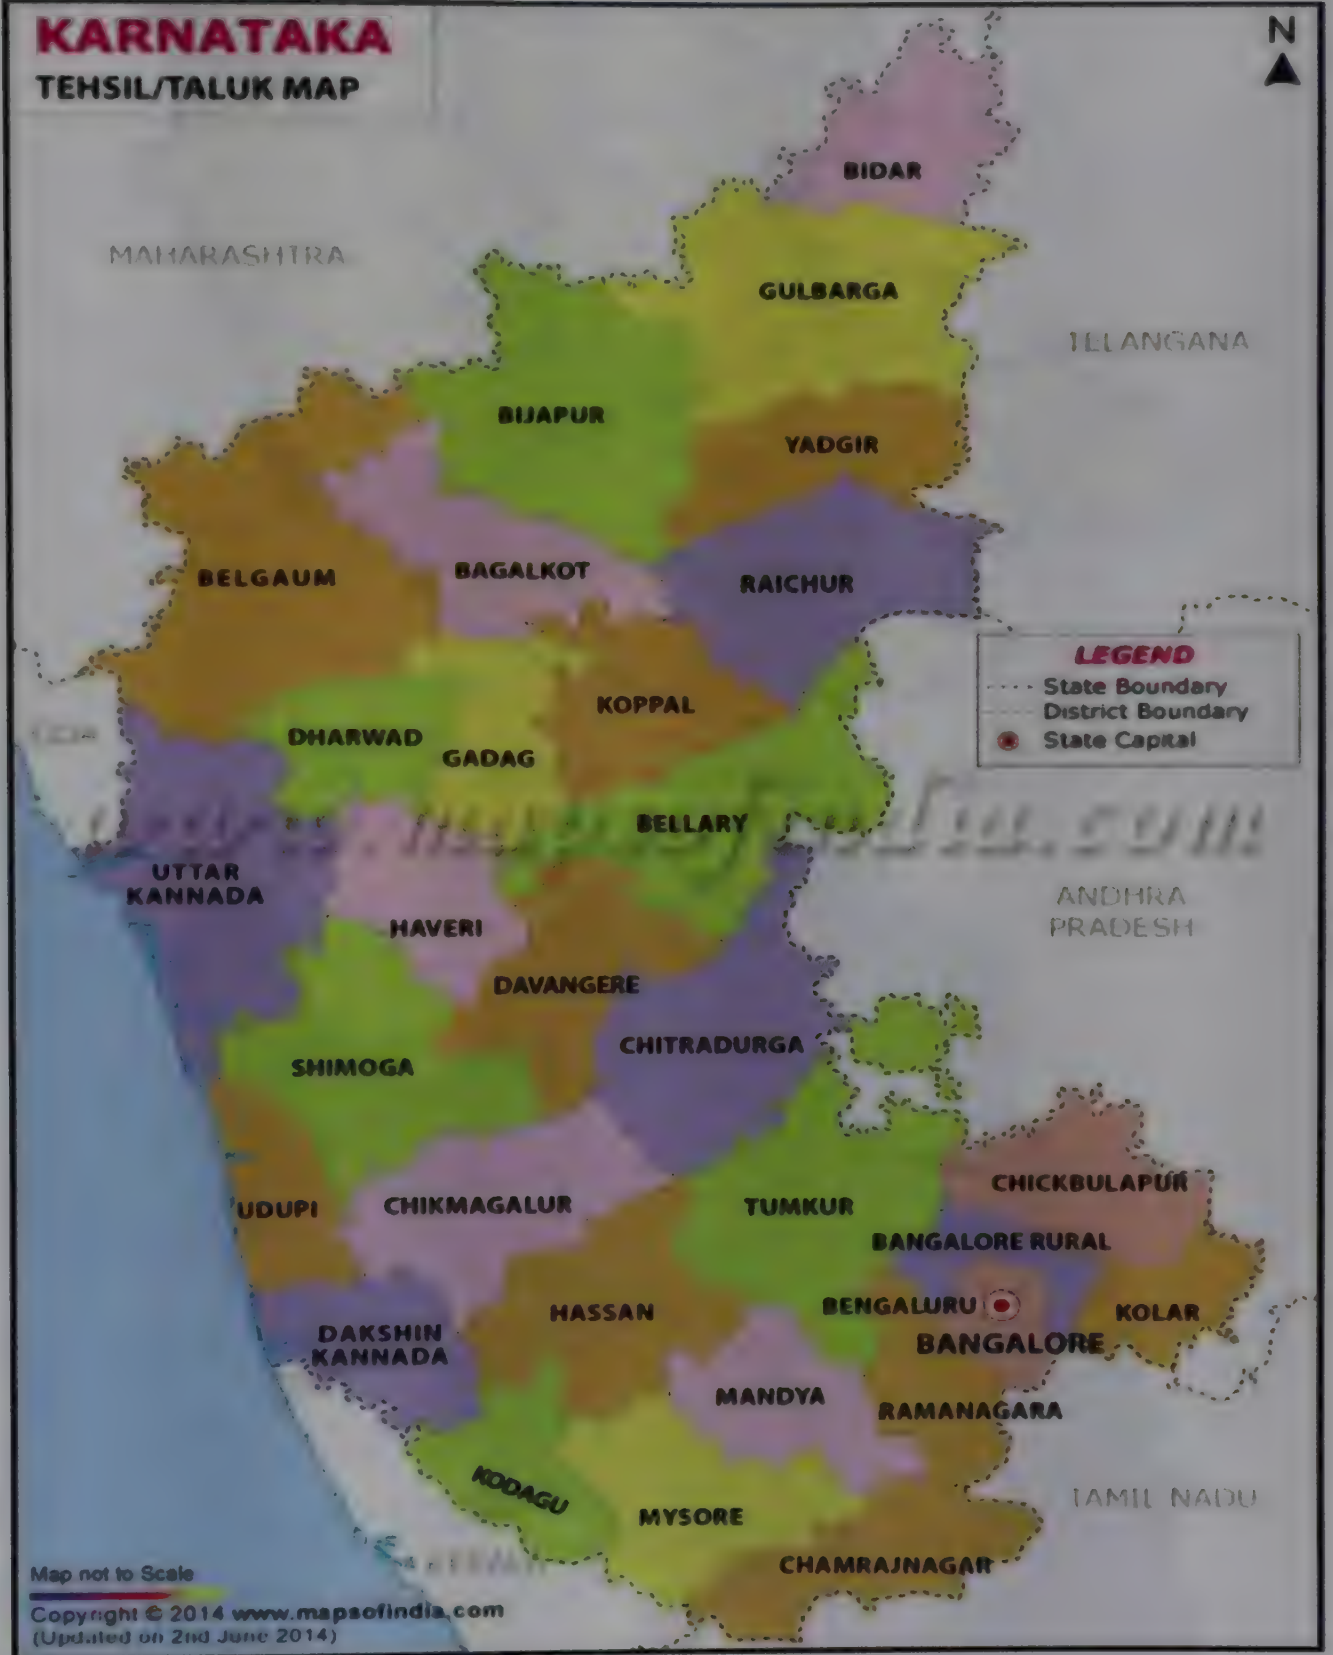 KARNATAKA
TEHSIL/TALUK MAP
N
BIDAR
MAHARASHTRA
GULBARGA
TELANGANA
BIJAPUR
YADGIR
BELGAUM
BAGALKOT
RAICHUR
LEGEND
State Boundary
District Boundary
State Capital
KOPPAL
DHARWAD
GADAG
GOA
BELLARY
UTTAR
KANNADA
HAVERI
ANDHRA
PRADESH
DAVANGERE
CHITRADURGA
SHIMOGA
CHICKBULAPUR
UDUPI
CHIKMAGALUR
TUMKUR
BANGALORE RURAL
HASSAN
BENGALURU
KOLAR
DAKSHIN
KANNADA
BANGALORE
MANDYA
RAMANAGARA
KODAGU
MYSORE
TAMIL NADU
KERALA
CHAMRAJNAGAR
Map not to Scale
Copyright © 2014 www.mapsofindia.com
(Updated on 2nd June 2014)